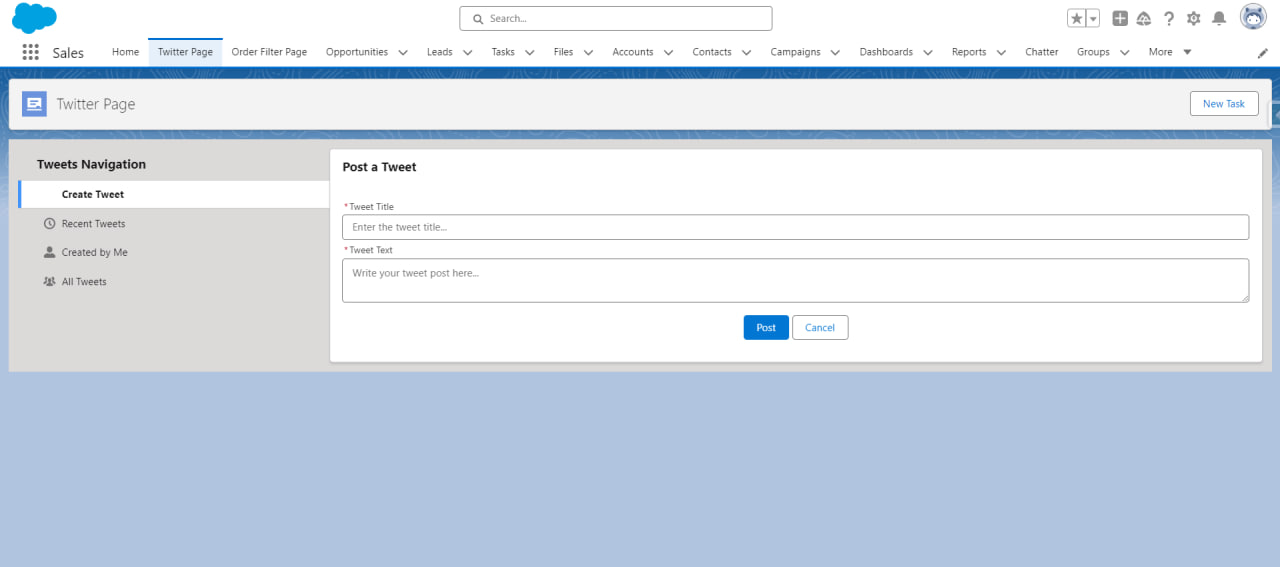 Search...
Sales Home Twitter Page Order Filter Page Opportunities Leads Tasks Files Accounts Contacts Campaigns Dashboards Reports Chatter Groups More
Twitter Page
New Task
Tweets Navigation
Create Tweet
Recent Tweets
Created by Me
All Tweets
Post a Tweet
*Tweet Title
Enter the tweet title...
*Tweet Text
Write your tweet post here...
Post Cancel